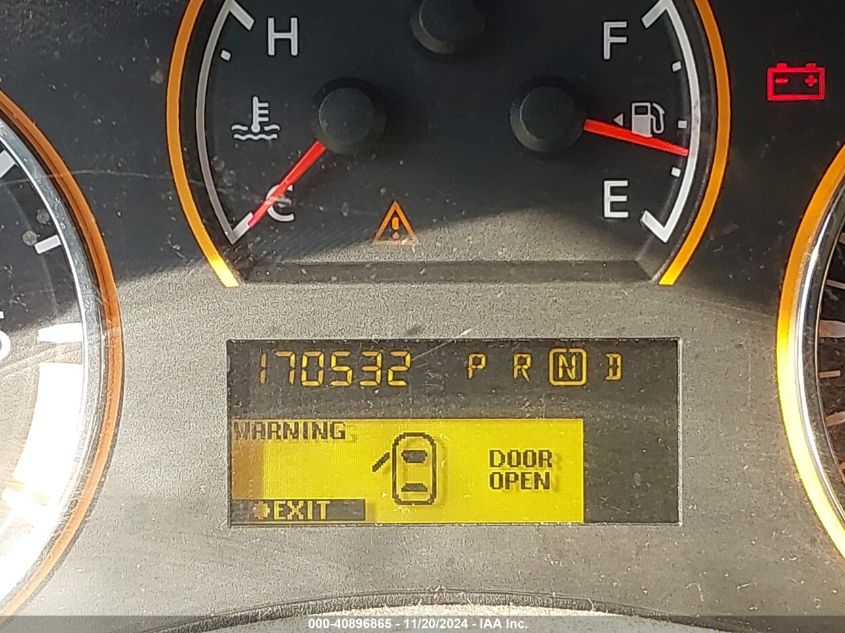 H F
C E
170532 P R N D
WARNING
DOOR
OPEN
EXIT
000-40896865 — 11/20/2024 — IAA Inc.